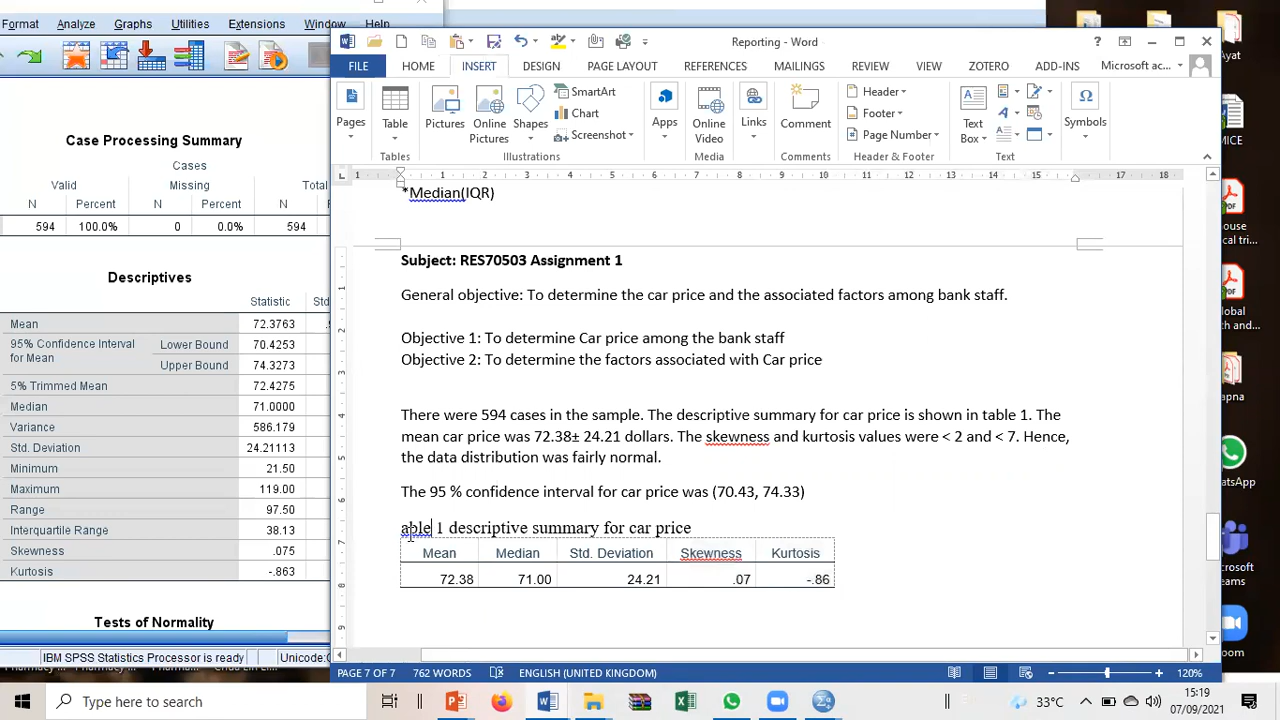 Format Analyze Graphs Utilities Extensions Window Help
Case Processing Summary
Cases
Valid Missing Total
N Percent N Percent N
594 100.0% 0 0.0% 594
Descriptives
Statistic Std
Mean 72.3763
95% Confidence Interval for Mean Lower Bound 70.4253
Upper Bound 74.3273
5% Trimmed Mean 72.4275
Median 71.0000
Variance 586.179
Std. Deviation 24.21113
Minimum 21.50
Maximum 119.00
Range 97.50
Interquartile Range 38.13
Skewness .075
Kurtosis -.863
Tests of Normality
IBM SPSS Statistics Processor is ready Unicode:
Reporting - Word
FILE HOME INSERT DESIGN PAGE LAYOUT REFERENCES MAILINGS REVIEW VIEW ZOTERO ADD-INS Microsoft ac...
Pages Table Pictures Online Pictures Shapes SmartArt Chart Screenshot Apps Online Video Links Comment Header Footer Page Number Text Box Symbols
Tables Illustrations Media Comments Header & Footer Text
*Median(IQR)
Subject: RES70503 Assignment 1
General objective: To determine the car price and the associated factors among bank staff.
Objective 1: To determine Car price among the bank staff
Objective 2: To determine the factors associated with Car price
There were 594 cases in the sample. The descriptive summary for car price is shown in table 1. The
mean car price was 72.38± 24.21 dollars. The skewness and kurtosis values were < 2 and < 7. Hence,
the data distribution was fairly normal.
The 95 % confidence interval for car price was (70.43, 74.33)
able 1 descriptive summary for car price
Mean Median Std. Deviation Skewness Kurtosis
72.38 71.00 24.21 .07 -.86
PAGE 7 OF 7 762 WORDS ENGLISH (UNITED KINGDOM) 120%
Ayat
MICE
Type here to search
33°C
ENG
15:19
07/09/2021